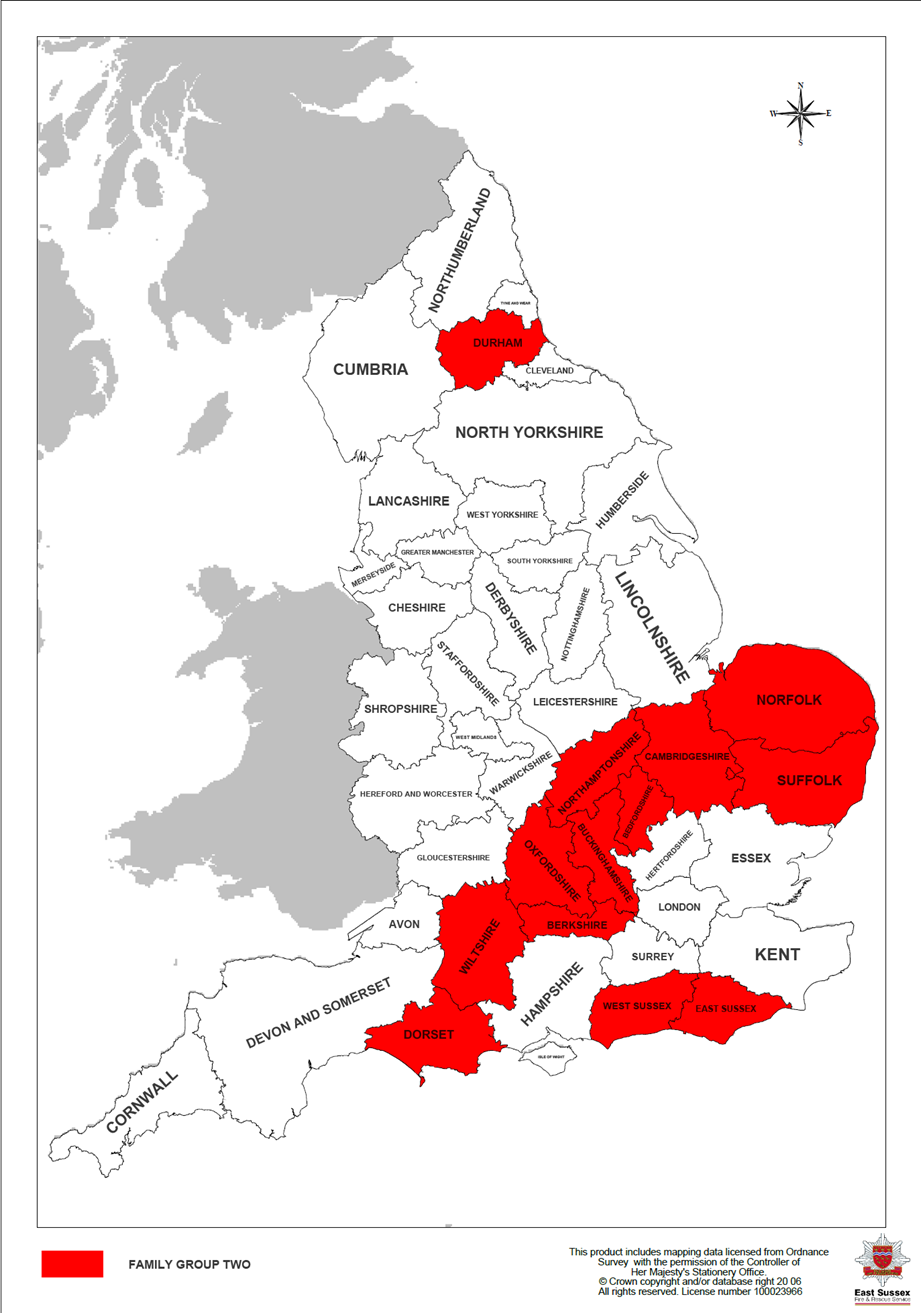 N
W E
S
NORTHUMBERLAND
TYNE AND WEAR
DURHAM
CUMBRIA
CLEVELAND
NORTH YORKSHIRE
LANCASHIRE
WEST YORKSHIRE
HUMBERSIDE
GREATER MANCHESTER
SOUTH YORKSHIRE
MERSEYSIDE
CHESHIRE
DERBYSHIRE
NOTTINGHAMSHIRE
LINCOLNSHIRE
STAFFORDSHIRE
SHROPSHIRE
LEICESTERSHIRE
NORFOLK
WEST MIDLANDS
WARWICKSHIRE
NORTHAMPTONSHIRE
CAMBRIDGESHIRE
SUFFOLK
HEREFORD AND WORCESTER
BEDFORDSHIRE
BUCKINGHAMSHIRE
OXFORDSHIRE
HERTFORDSHIRE
ESSEX
GLOUCESTERSHIRE
LONDON
AVON
WILTSHIRE
BERKSHIRE
SURREY
KENT
HAMPSHIRE
DEVON AND SOMERSET
WEST SUSSEX
EAST SUSSEX
DORSET
ISLE OF WIGHT
CORNWALL
FAMILY GROUP TWO
This product includes mapping data licensed from Ordnance
Survey with the permission of the Controller of
Her Majesty's Stationery Office.
© Crown copyright and/or database right 20 06
All rights reserved. License number 100023966
East Sussex
Fire & Rescue Service